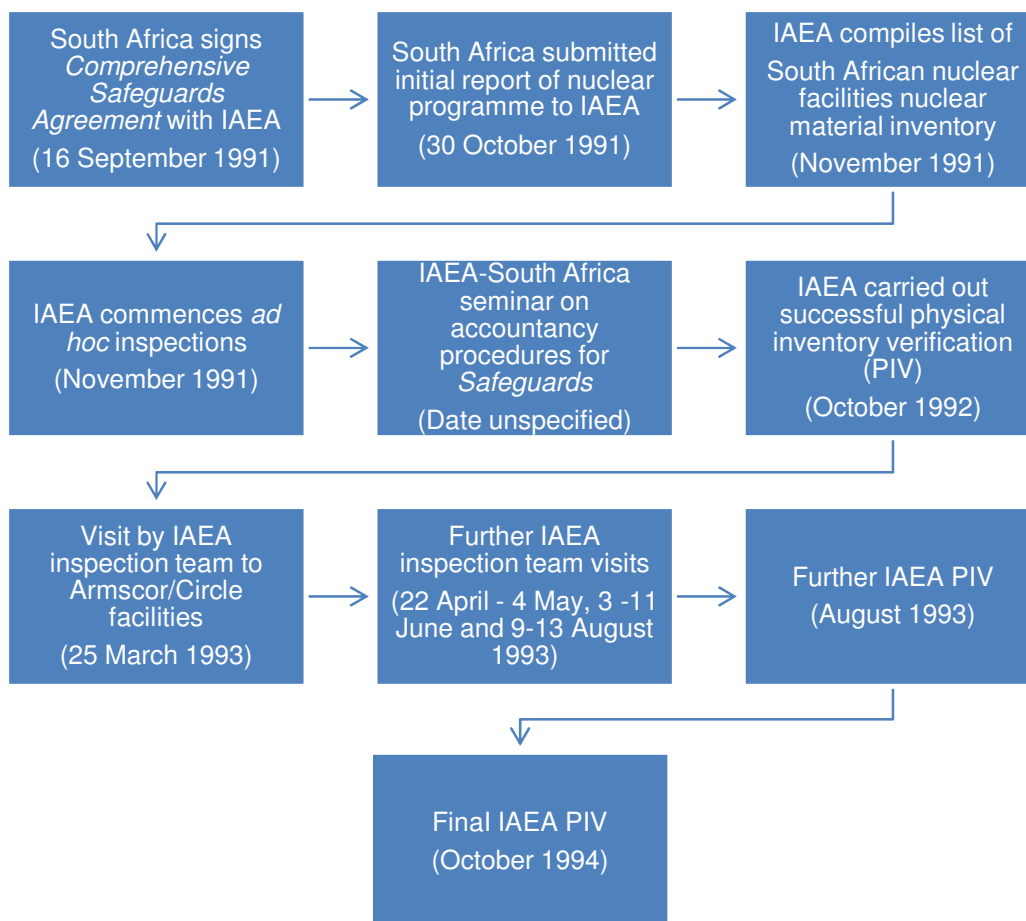 South Africa signs
Comprehensive
Safeguards
Agreement with IAEA
(16 September 1991)
South Africa submitted
initial report of nuclear
programme to IAEA
(30 October 1991)
IAEA compiles list of
South African nuclear
facilities nuclear
material inventory
(November 1991)
IAEA commences ad
hoc inspections
(November 1991)
IAEA-South Africa
seminar on
accountancy
procedures for
Safeguards
(Date unspecified)
IAEA carried out
successful physical
inventory verification
(PIV)
(October 1992)
Visit by IAEA
inspection team to
Armscor/Circle
facilities
(25 March 1993)
Further IAEA
inspection team visits
(22 April - 4 May, 3 -11
June and 9-13 August
1993)
Further IAEA PIV
(August 1993)
Final IAEA PIV
(October 1994)